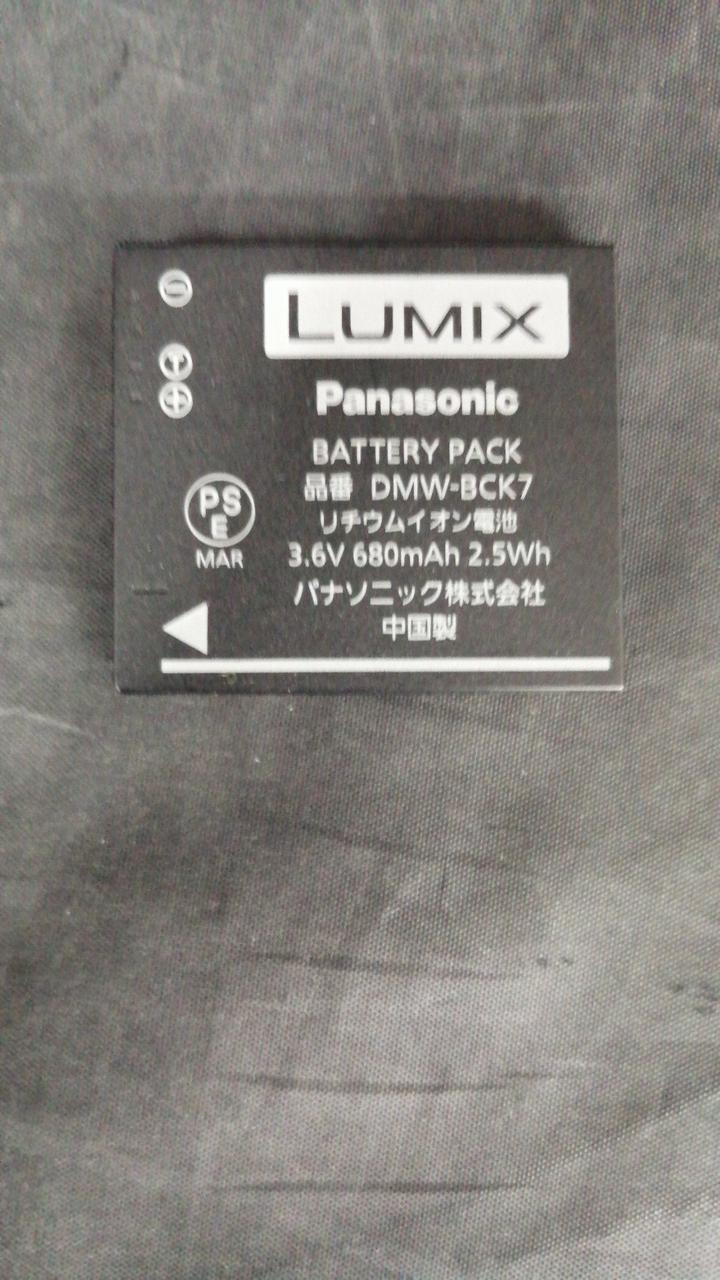 LUMIX
Panasonic
BATTERY PACK
品番 DMW-BCK7
リチウムイオン電池
3.6V 680mAh 2.5Wh
パナソニック株式会社
中国製
PS
E
MAR
T